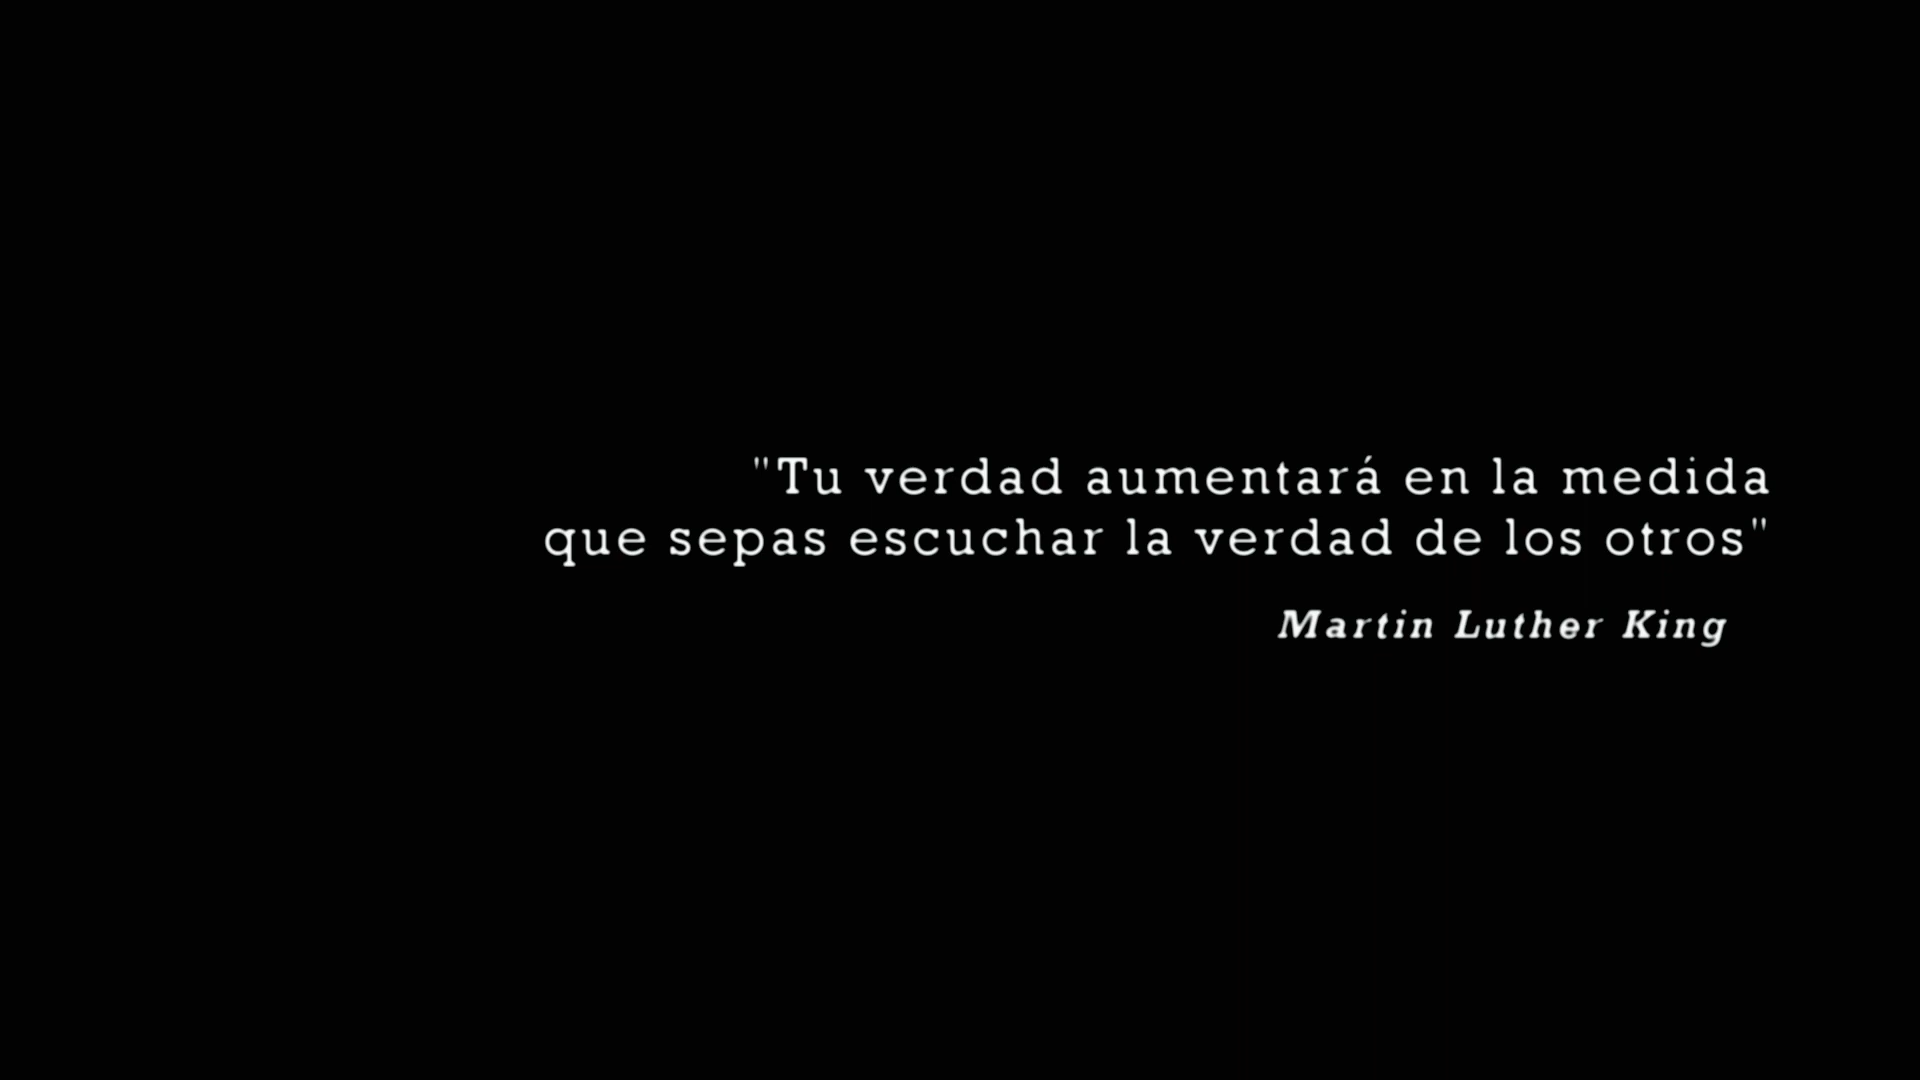 "Tu verdad aumentará en la medida
que sepas escuchar la verdad de los otros"
Martin Luther King